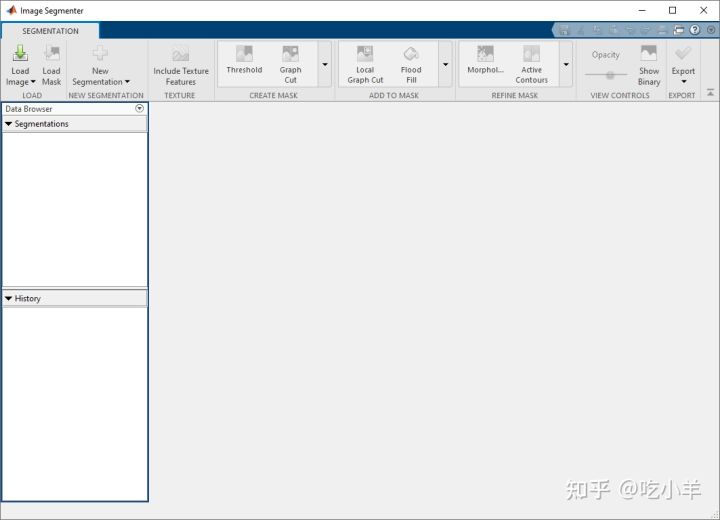 Image Segmenter
SEGMENTATION
Load
Image
Load
Mask
New
Segmentation
Include Texture
Features
Threshold
Graph
Cut
Local
Graph Cut
Flood
Fill
Morphol...
Active
Contours
Opacity
Show
Binary
Export
LOAD
NEW SEGMENTATION
TEXTURE
CREATE MASK
ADD TO MASK
REFINE MASK
VIEW CONTROLS
EXPORT
Data Browser
Segmentations
History
知乎 @吃小羊